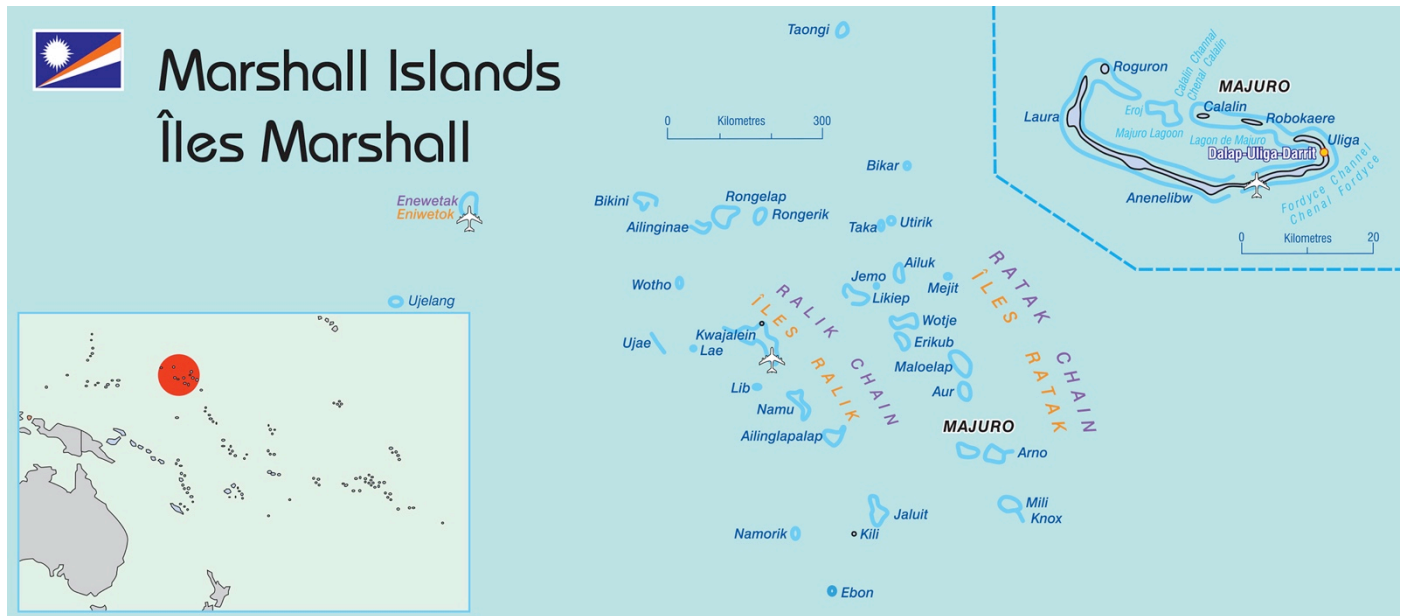 Marshall Islands
Îles Marshall
Taongi
0 Kilometres 300
Bikar
Enewetak
Eniwetok
Bikini
Rongelap
Ailinginae
Rongerik
Taka
Utirik
Ujelang
Wotho
Ailuk
Jemo
Mejit
Likiep
RATAK CHAIN
ÎLES RATAK
RALIK CHAIN
ÎLES RALIK
Wotje
Ujae
Lae
Kwajalein
Erikub
Maloelap
Lib
Aur
Namu
Ailinglapalap
MAJURO
Arno
Jaluit
Mili
Knox
Namorik
Kili
Ebon
Roguron
Calalin Channal
Chenal Calalin
MAJURO
Laura
Eroj
Calalin
Robokaere
Majuro Lagoon
Lagon de Majuro
Uliga
Dalap-Uliga-Darrit
Anenelibw
Fordyce Channel
Chenal Fordyce
0 Kilometres 20